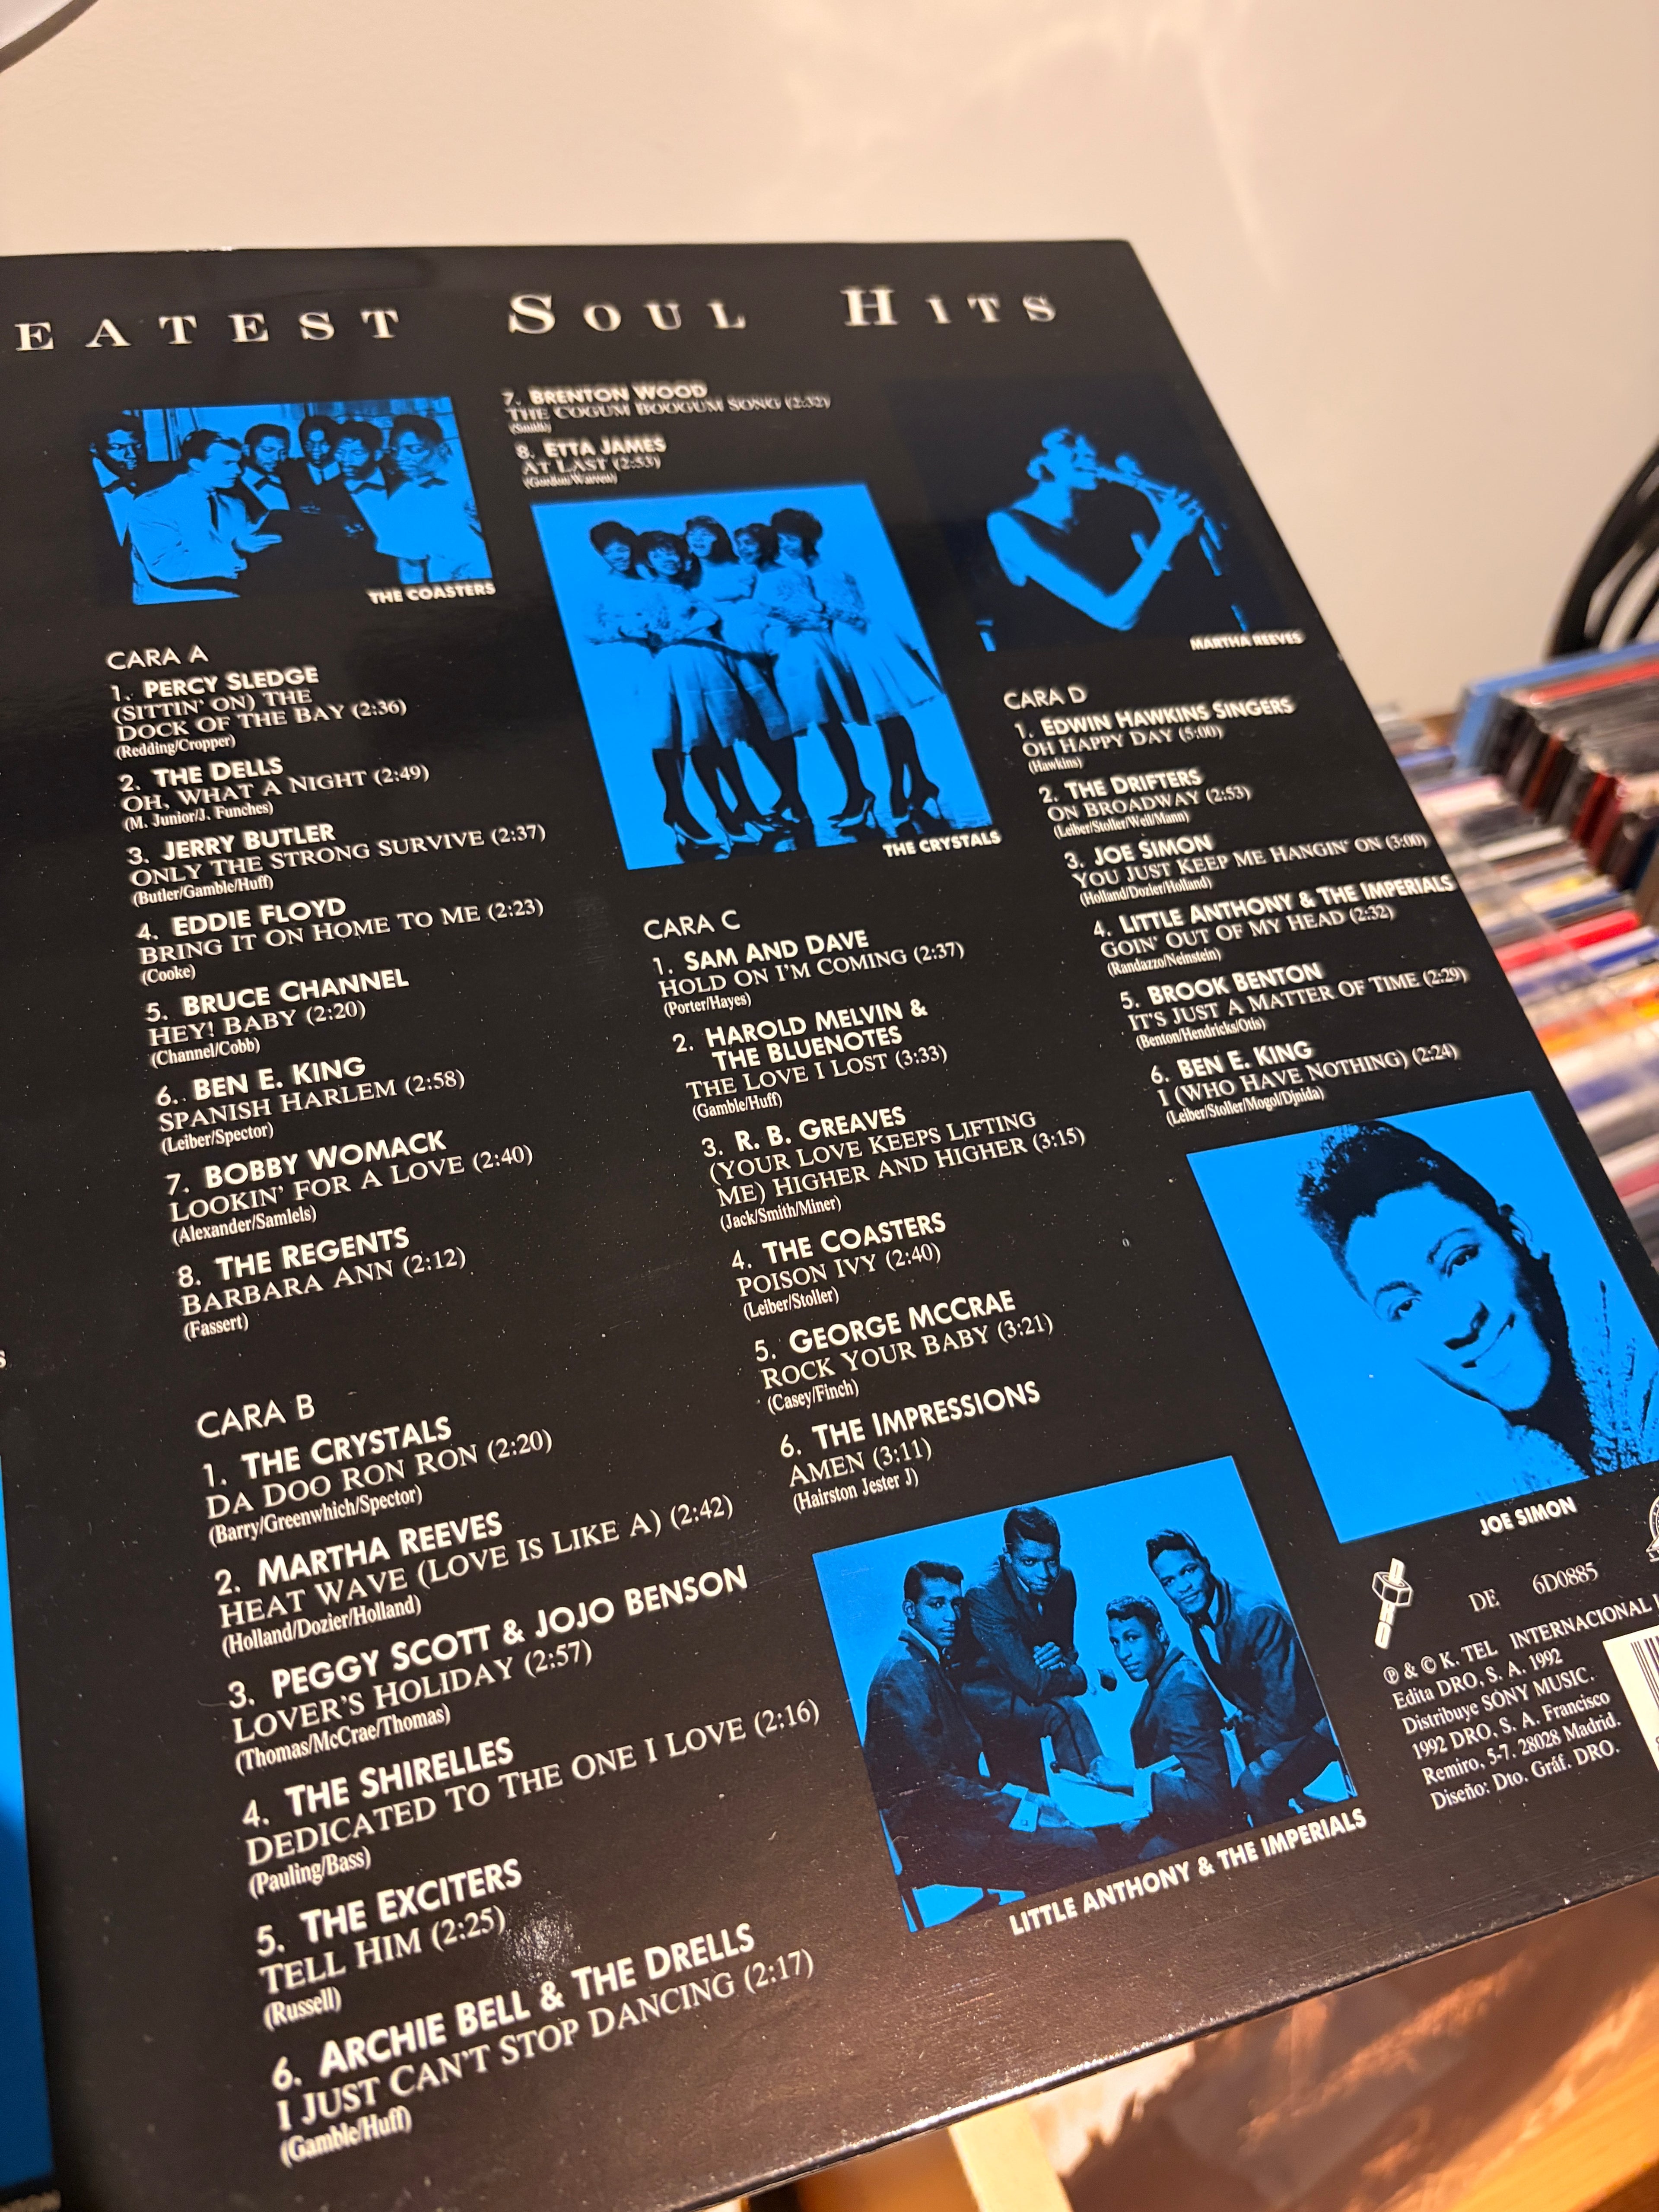 EATEST SOUL HITS
THE COASTERS
CARA A
1. PERCY SLEDGE
(SITTIN' ON) THE
DOCK OF THE BAY (2:36)
(Redding/Cropper)
2. THE DELLS
OH, WHAT A NIGHT (2:49)
(M. Junior/J. Funches)
3. JERRY BUTLER
ONLY THE STRONG SURVIVE (2:37)
(Butler/Gamble/Huff)
4. EDDIE FLOYD
BRING IT ON HOME TO ME (2:23)
(Cooke)
5. BRUCE CHANNEL
HEY! BABY (2:20)
(Channel/Cobb)
6. BEN E. KING
SPANISH HARLEM (2:58)
(Leiber/Spector)
7. BOBBY WOMACK
LOOKIN' FOR A LOVE (2:40)
(Alexander/Samlels)
8. THE REGENTS
BARBARA ANN (2:12)
(Fassert)
CARA B
1. THE CRYSTALS
DA DOO RON RON (2:20)
(Barry/Greenwhich/Spector)
2. MARTHA REEVES
HEAT WAVE (LOVE IS LIKE A) (2:42)
(Holland/Dozier/Holland)
3. PEGGY SCOTT & JOJO BENSON
LOVER'S HOLIDAY (2:57)
(Thomas/McCrae/Thomas)
4. THE SHIRELLES
DEDICATED TO THE ONE I LOVE (2:16)
(Pauling/Bass)
5. THE EXCITERS
TELL HIM (2:25)
(Russell)
6. ARCHIE BELL & THE DRELLS
I JUST CAN'T STOP DANCING (2:17)
(Gamble/Huff)
7. BRENTON WOOD
THE COGUM BOOGUM SONG (2:32)
(Smith)
8. ETTA JAMES
AT LAST (2:53)
(Gordon/Warren)
THE CRYSTALS
CARA C
1. SAM AND DAVE
HOLD ON I'M COMING (2:37)
(Porter/Hayes)
2. HAROLD MELVIN &
THE BLUENOTES
THE LOVE I LOST (3:33)
(Gamble/Huff)
3. R. B. GREAVES
(YOUR LOVE KEEPS LIFTING
ME) HIGHER AND HIGHER (3:15)
(Jack/Smith/Miner)
4. THE COASTERS
POISON IVY (2:40)
(Leiber/Stoller)
5. GEORGE McCRAE
ROCK YOUR BABY (3:21)
(Casey/Finch)
6. THE IMPRESSIONS
AMEN (3:11)
(Hairston Jester J)
LITTLE ANTHONY & THE IMPERIALS
MARTHA REEVES
CARA D
1. EDWIN HAWKINS SINGERS
OH HAPPY DAY (5:00)
(Hawkins)
2. THE DRIFTERS
ON BROADWAY (2:53)
(Leiber/Stoller/Weil/Mann)
3. JOE SIMON
YOU JUST KEEP ME HANGIN' ON (3:00)
(Holland/Dozier/Holland)
4. LITTLE ANTHONY & THE IMPERIALS
GOIN' OUT OF MY HEAD (2:32)
(Randazzo/Neinstein)
5. BROOK BENTON
IT'S JUST A MATTER OF TIME (2:29)
(Benton/Hendricks/Otis)
6. BEN E. KING
I (WHO HAVE NOTHING) (2:24)
(Leiber/Stoller/Mogol/Djnida)
JOE SIMON
DE 6D0885
℗ & © K. TEL INTERNACIONAL
Edita DRO, S. A. 1992
Distribuye SONY MUSIC.
1992 DRO, S. A. Francisco
Remiro, 5-7. 28028 Madrid.
Diseño: Dto. Gráf. DRO.